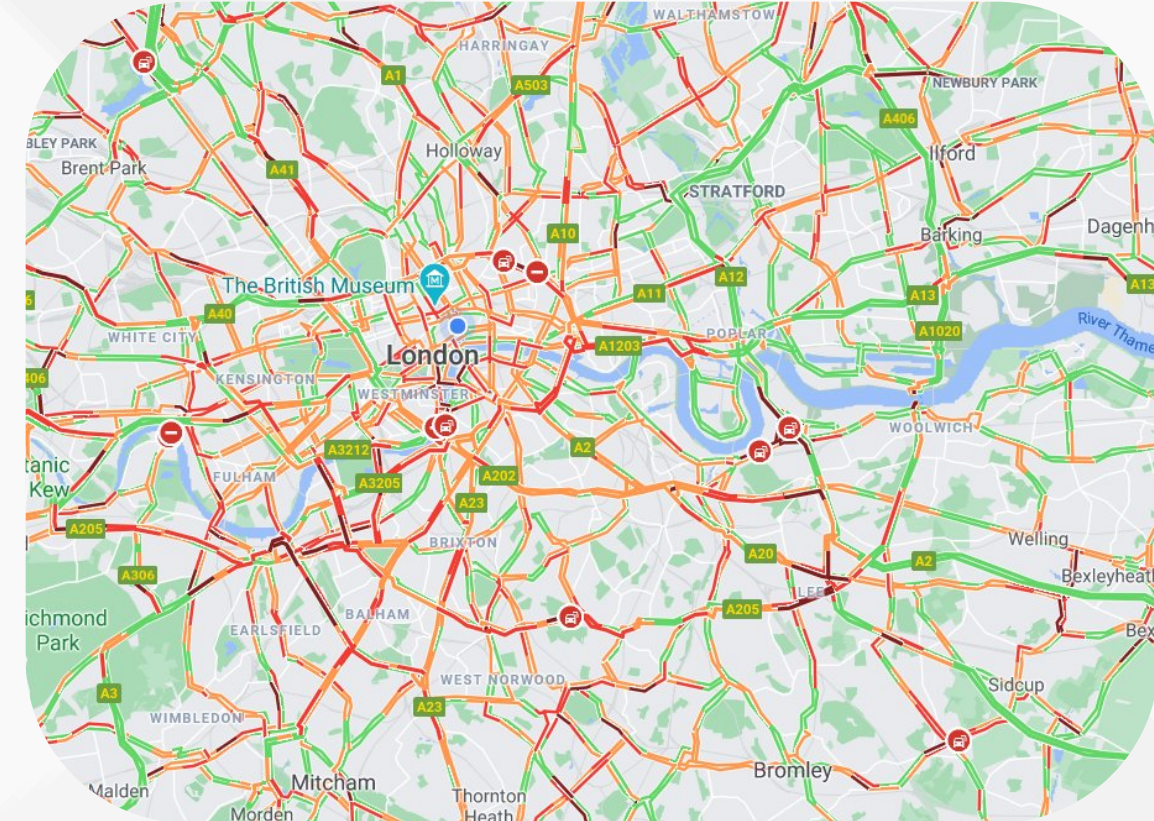 WALTHAMSTOW
HARRINGAY
A1
A503
NEWBURY PARK
A406
BLEY PARK
Brent Park
Holloway
Ilford
A41
STRATFORD
A10
Barking
Dagenh
The British Museum
A12
A13
A11
A13
A40
River Thame
WHITE CITY
POPLAR
A1020
A1203
London
KENSINGTON
406
WESTMINSTER
WOOLWICH
A2
A3212
tanic
Kew
FULHAM
A3205
A202
A23
A205
BRIXTON
Welling
A20
A2
A306
Bexleyheat
LEE
ichmond
Park
BALHAM
A205
EARLSFIELD
Bex
WEST NORWOOD
Sidcup
A3
A23
WIMBLEDON
Bromley
Mitcham
Malden
Thornton
Heath
Morden